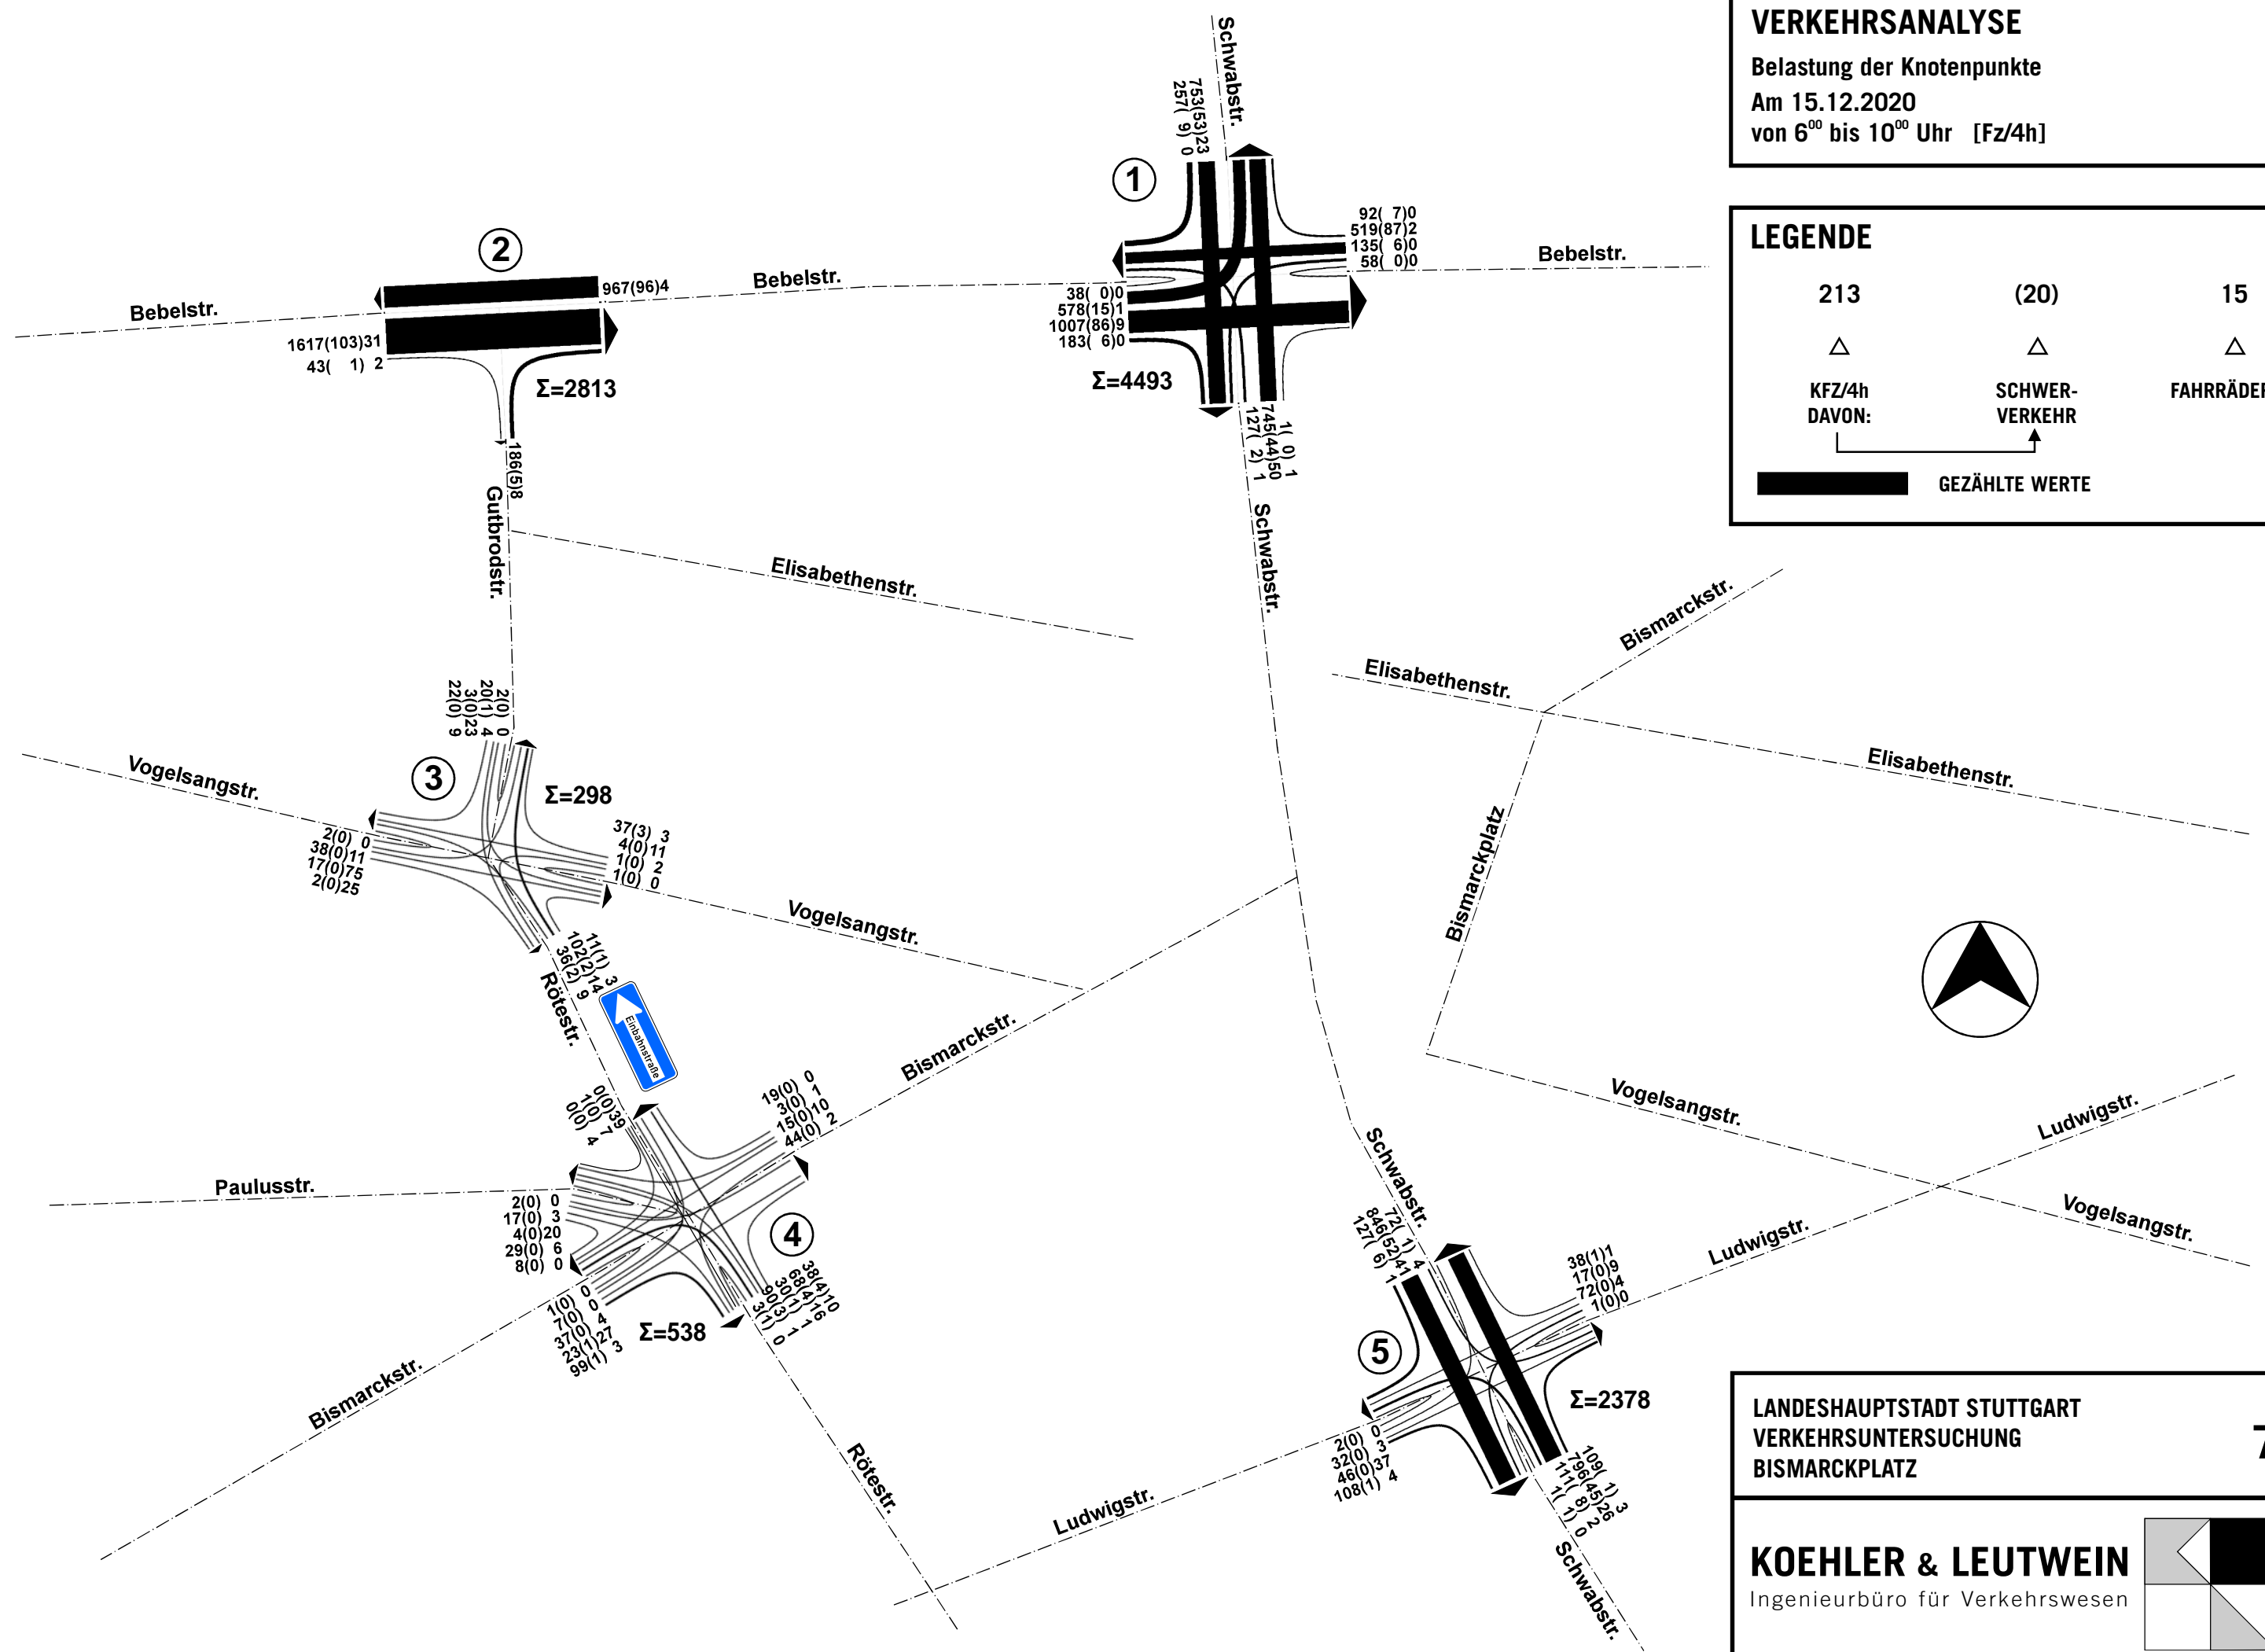 VERKEHRSANALYSE
Belastung der Knotenpunkte
Am 15.12.2020
von 6⁰⁰ bis 10⁰⁰ Uhr [Fz/4h]
LEGENDE
213 (20) 15
KFZ/4h
DAVON:
SCHWER-
VERKEHR
FAHRRÄDER
GEZÄHLTE WERTE
Schwabstr.
753(53)23
257( 9) 0
1
92( 7)0
519(87)2
135( 6)0
58( 0)0
Bebelstr.
38( 0)0
578(15)1
1007(86)9
183( 6)0
Σ=4493
1( 0) 1
745(44)50
127( 2) 1
Schwabstr.
2
Bebelstr.
967(96)4
Bebelstr.
1617(103)31
43( 1) 2
Σ=2813
186(5)8
Gutbrodstr.
Elisabethenstr.
Bismarckstr.
Elisabethenstr.
Elisabethenstr.
Bismarckplatz
2(0) 0
20(1) 4
3(0)23
22(0) 9
Vogelsangstr.
3
Σ=298
2(0) 0
38(0)11
17(0)75
2(0)25
37(3) 3
4(0)11
1(0) 2
1(0) 0
Vogelsangstr.
11(1) 3
102(2)14
36(2) 9
Rötestr.
Einbahnstraße
Bismarckstr.
0(0)39
1(0) 7
0(0) 4
19(0) 0
3(0) 1
15(0)10
44(0) 2
Paulusstr.
2(0) 0
17(0) 3
4(0)20
29(0) 6
8(0) 0
4
1(0) 0
7(0) 0
37(0) 4
23(1)27
99(1) 3
Σ=538
38(4)10
68(4)16
30(1) 1
90(3) 1
3(1) 0
Bismarckstr.
Rötestr.
Vogelsangstr.
Ludwigstr.
Vogelsangstr.
Ludwigstr.
Schwabstr.
72( 1) 4
846(52)41
127( 6) 1
38(1)1
17(0)9
72(0)4
1(0)0
5
Σ=2378
2(0) 0
32(0) 3
46(0)37
108(1) 4
109( 1) 3
796(45)26
111( 8) 2
1( 1) 0
Ludwigstr.
Schwabstr.
LANDESHAUPTSTADT STUTTGART
VERKEHRSUNTERSUCHUNG
BISMARCKPLATZ
7
KOEHLER & LEUTWEIN
Ingenieurbüro für Verkehrswesen